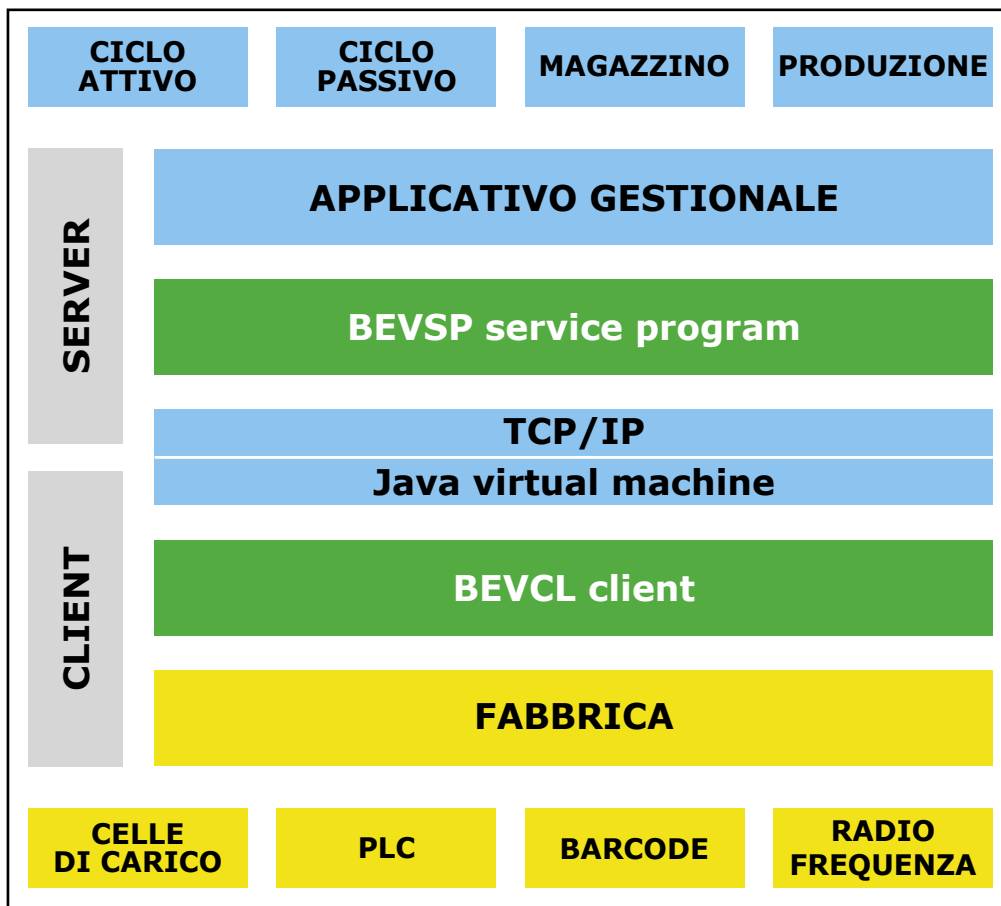 CICLO
ATTIVO
CICLO
PASSIVO
MAGAZZINO
PRODUZIONE
SERVER
APPLICATIVO GESTIONALE
BEVSP service program
TCP/IP
Java virtual machine
CLIENT
BEVCL client
FABBRICA
CELLE
DI CARICO
PLC
BARCODE
RADIO
FREQUENZA